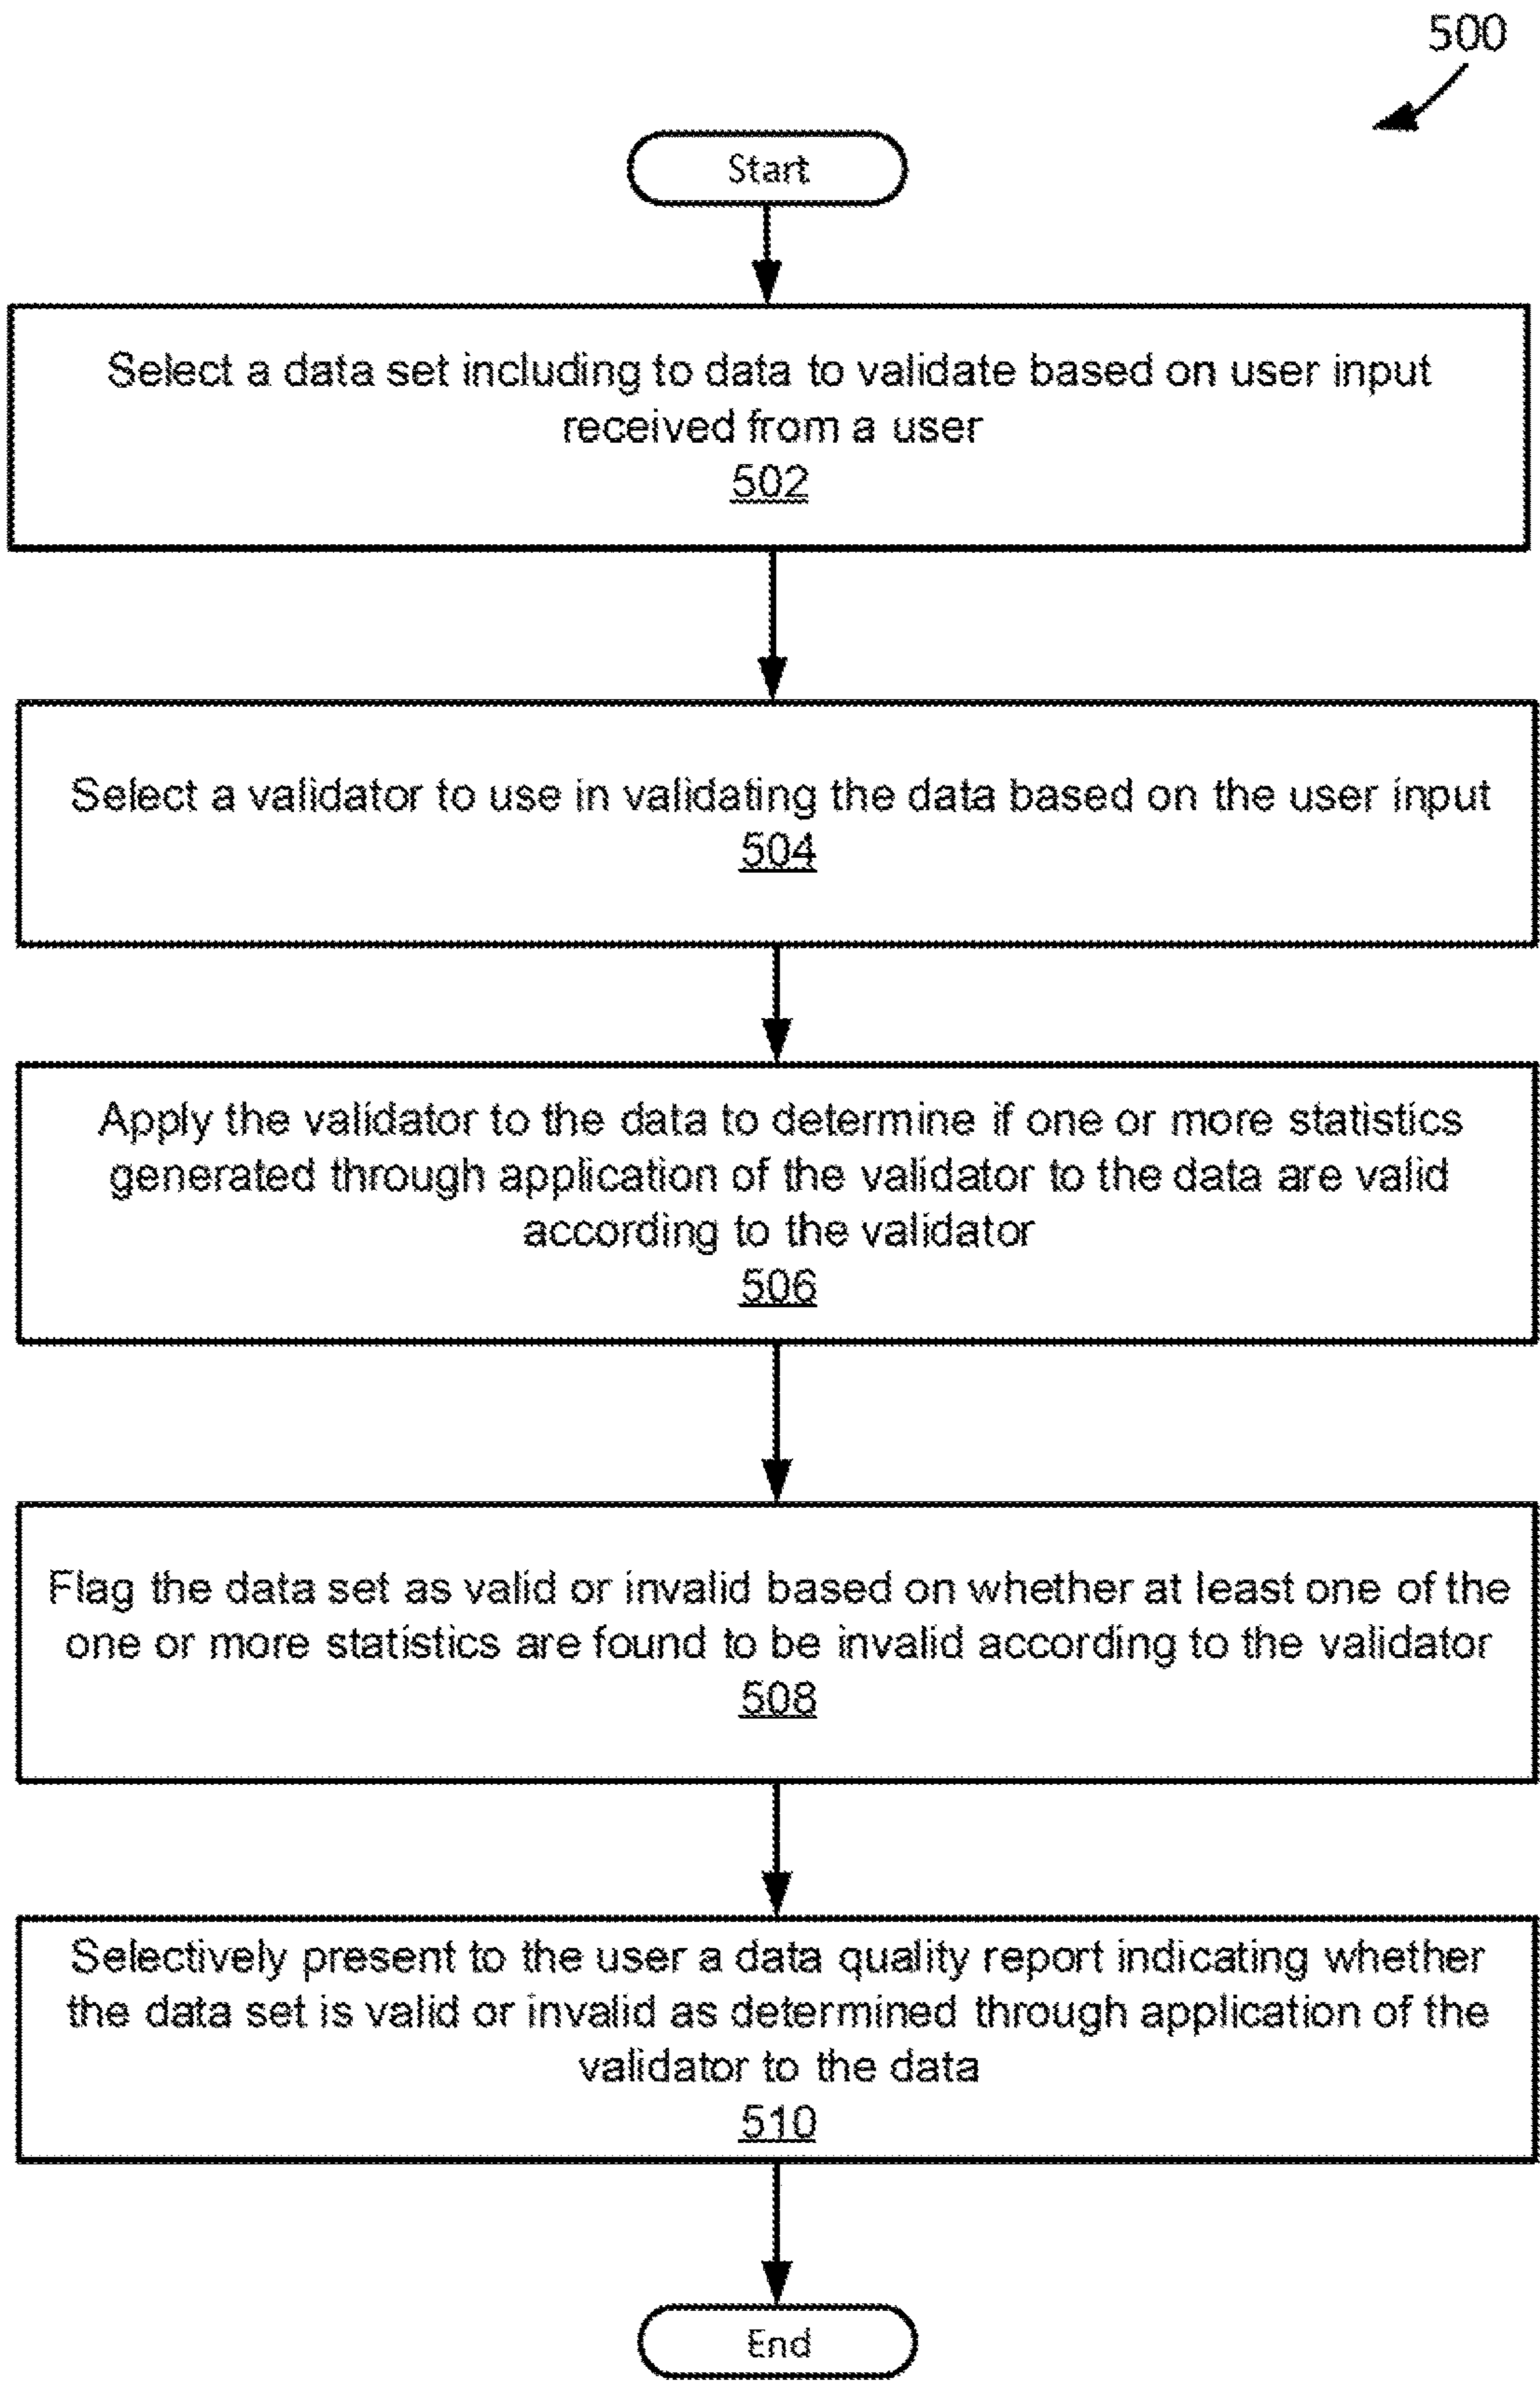 500
Start
Select a data set including to data to validate based on user input
received from a user
502
Select a validator to use in validating the data based on the user input
504
Apply the validator to the data to determine if one or more statistics
generated through application of the validator to the data are valid
according to the validator
506
Flag the data set as valid or invalid based on whether at least one of the
one or more statistics are found to be invalid according to the validator
508
Selectively present to the user a data quality report indicating whether
the data set is valid or invalid as determined through application of the
validator to the data
510
End